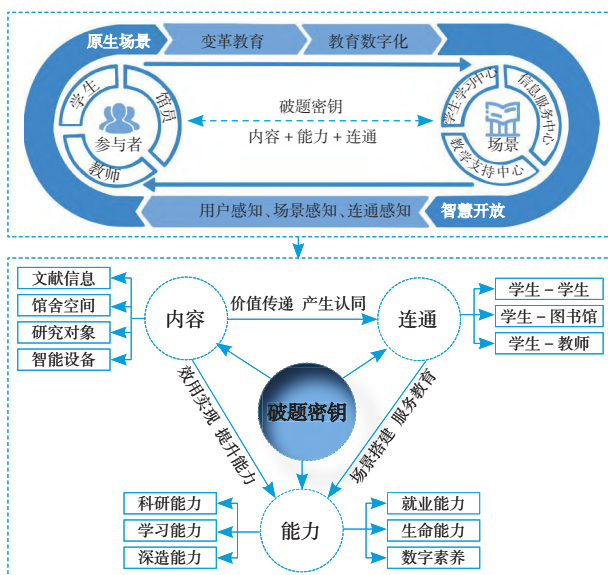 原生场景
变革教育
教育数字化
学生
馆员
参与者
教师
破题密钥
内容+能力+连通
学生学习中心
信息服务中心
场景
教学支持中心
用户感知、场景感知、连通感知
智慧开放
文献信息
馆舍空间
研究对象
智能设备
内容
价值传递 产生认同
连通
学生-学生
学生-图书馆
学生-教师
效用实现 提升能力
破题密钥
场景搭建 服务教育
科研能力
学习能力
深造能力
能力
就业能力
生命能力
数字素养